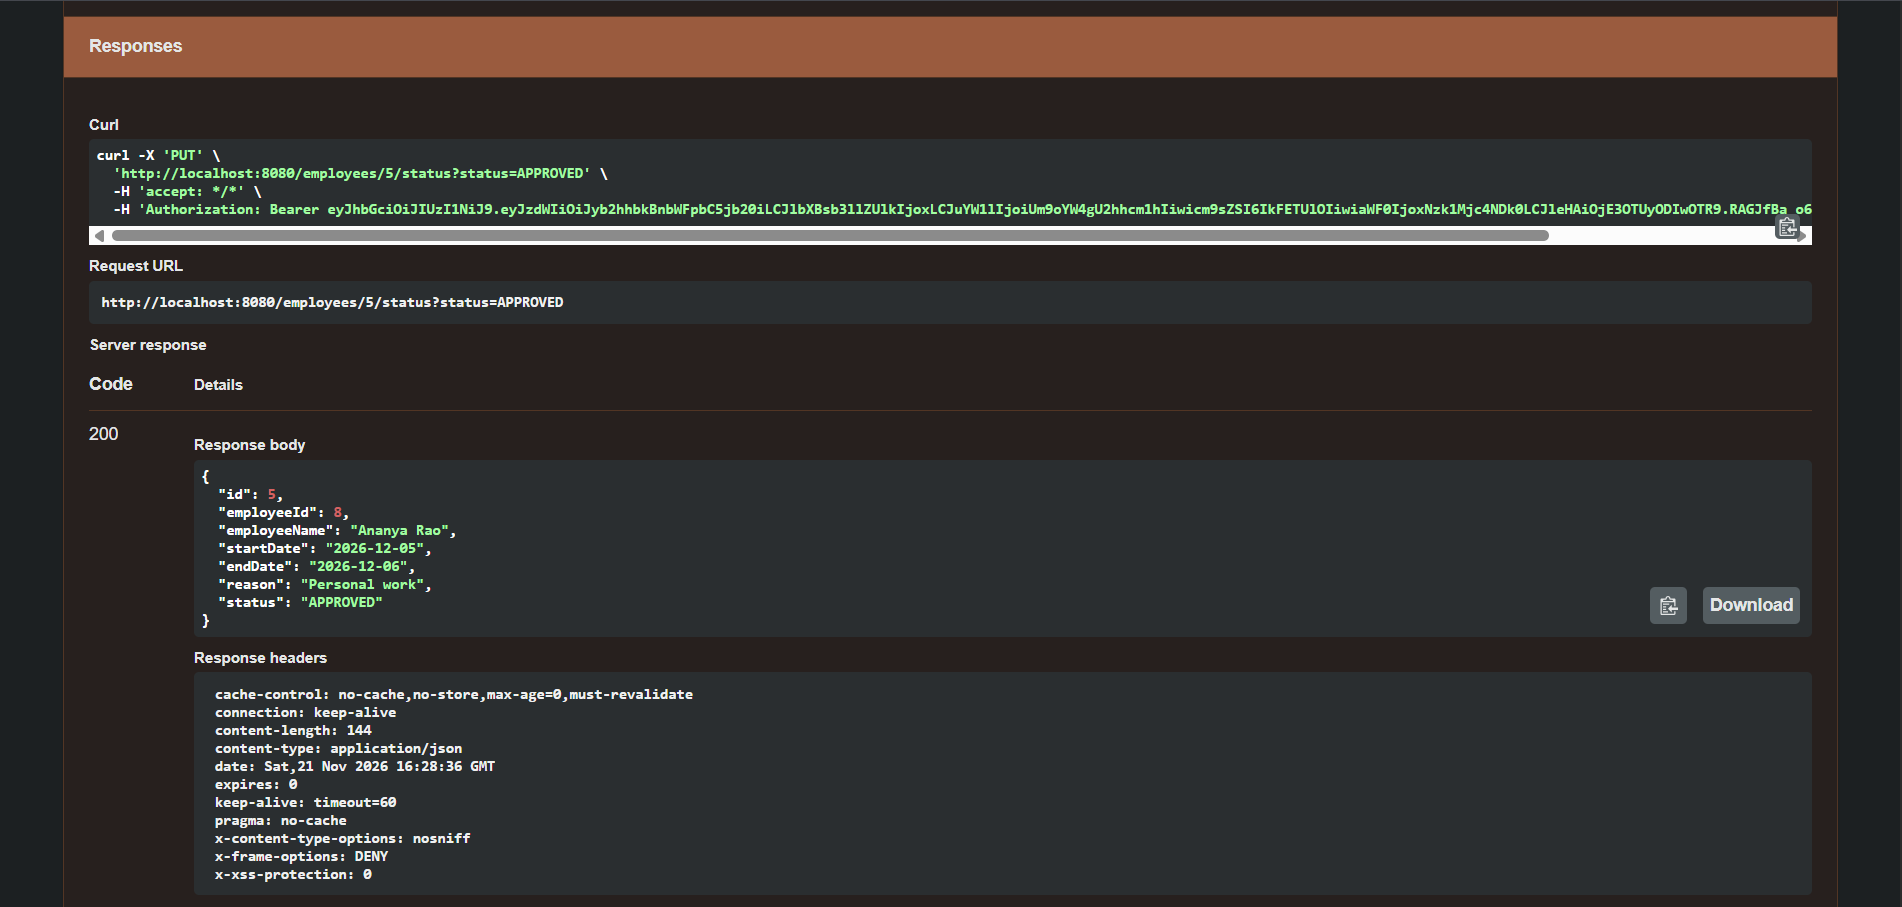 Responses
Curl
curl -X 'PUT' \
'http://localhost:8080/employees/5/status?status=APPROVED' \
-H 'accept: */*' \
-H 'Authorization: Bearer eyJhbGciOiJIUzI1NiJ9.eyJzdWIiOiJyb2hhbkBnbWFpbC5jb20iLCJlbXBsb3llZUlkIjoxLCJuYW1lIjoiUm9oYW4gU2hhcm1hIiwicm9sZSI6IkFETUlOIiwiaWF0IjoxNzk1Mjc4NDk0LCJleHAiOjE3OTUyODIwOTR9.RAGJfBa_o6
Request URL
http://localhost:8080/employees/5/status?status=APPROVED
Server response
Code Details
200
Response body
{
"id": 5,
"employeeId": 8,
"employeeName": "Ananya Rao",
"startDate": "2026-12-05",
"endDate": "2026-12-06",
"reason": "Personal work",
"status": "APPROVED"
}
Download
Response headers
cache-control: no-cache,no-store,max-age=0,must-revalidate
connection: keep-alive
content-length: 144
content-type: application/json
date: Sat,21 Nov 2026 16:28:36 GMT
expires: 0
keep-alive: timeout=60
pragma: no-cache
x-content-type-options: nosniff
x-frame-options: DENY
x-xss-protection: 0